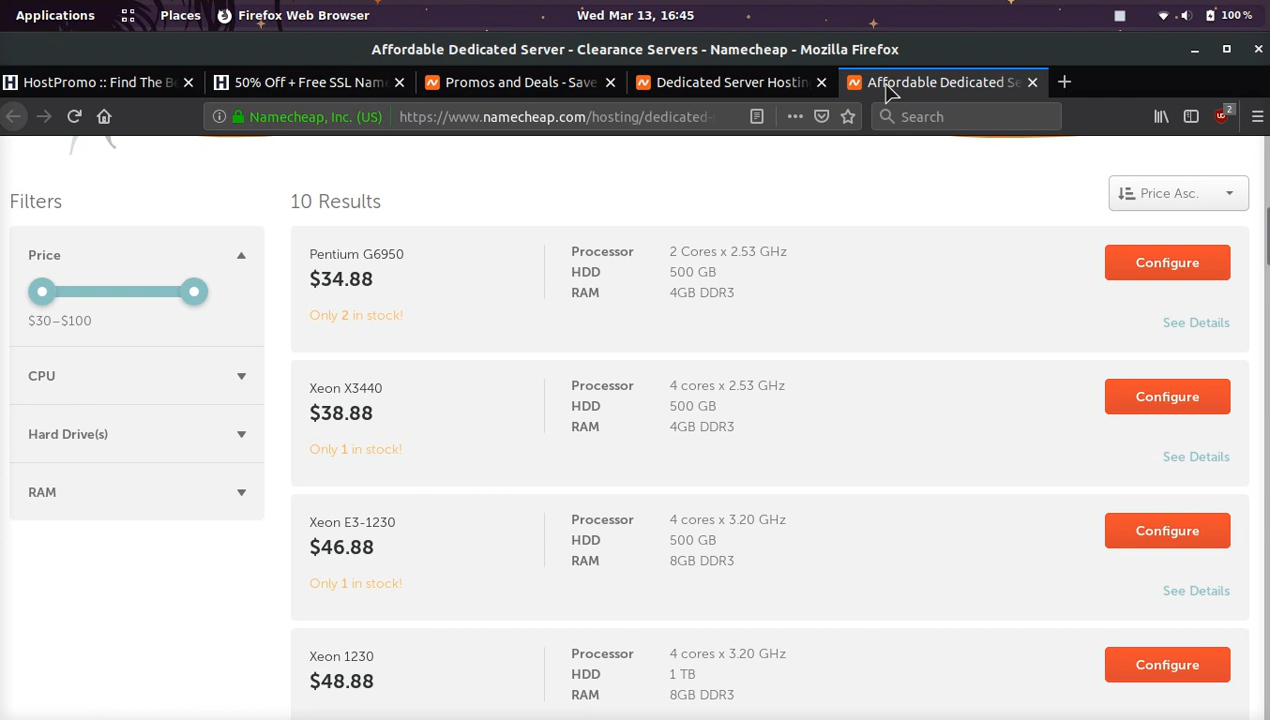 Applications Places Firefox Web Browser Wed Mar 13, 16:45 100 %
Affordable Dedicated Server - Clearance Servers - Namecheap - Mozilla Firefox
HostPromo :: Find The Be 50% Off + Free SSL Nam Promos and Deals - Save Dedicated Server Hostin Affordable Dedicated Se
Namecheap, Inc. (US) https://www.namecheap.com/hosting/dedicated- Search 2
Filters
10 Results
Price Asc.
Price
$30–$100
CPU
Hard Drive(s)
RAM
Pentium G6950
$34.88
Only 2 in stock!
Processor 2 Cores x 2.53 GHz
HDD 500 GB
RAM 4GB DDR3
Configure
See Details
Xeon X3440
$38.88
Only 1 in stock!
Processor 4 cores x 2.53 GHz
HDD 500 GB
RAM 4GB DDR3
Configure
See Details
Xeon E3-1230
$46.88
Only 1 in stock!
Processor 4 cores x 3.20 GHz
HDD 500 GB
RAM 8GB DDR3
Configure
See Details
Xeon 1230
$48.88
Processor 4 cores x 3.20 GHz
HDD 1 TB
RAM 8GB DDR3
Configure